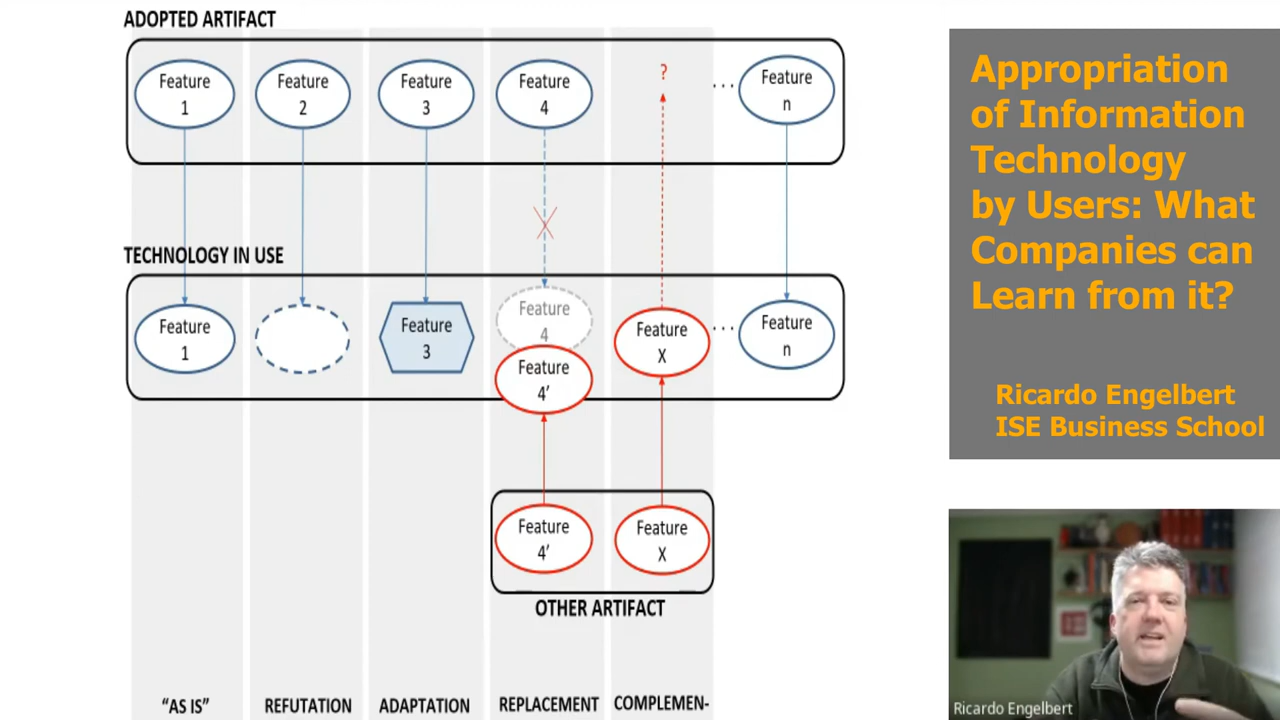 ADOPTED ARTIFACT
Feature
1
Feature
2
Feature
3
Feature
4
?
...
Feature
n
TECHNOLOGY IN USE
Feature
1
Feature
3
Feature
4
Feature
4’
Feature
X
...
Feature
n
Feature
4’
Feature
X
OTHER ARTIFACT
“AS IS”
REFUTATION
ADAPTATION
REPLACEMENT
COMPLEMEN-
Appropriation
of Information
Technology
by Users: What
Companies can
Learn from it?
Ricardo Engelbert
ISE Business School
Ricardo Engelbert